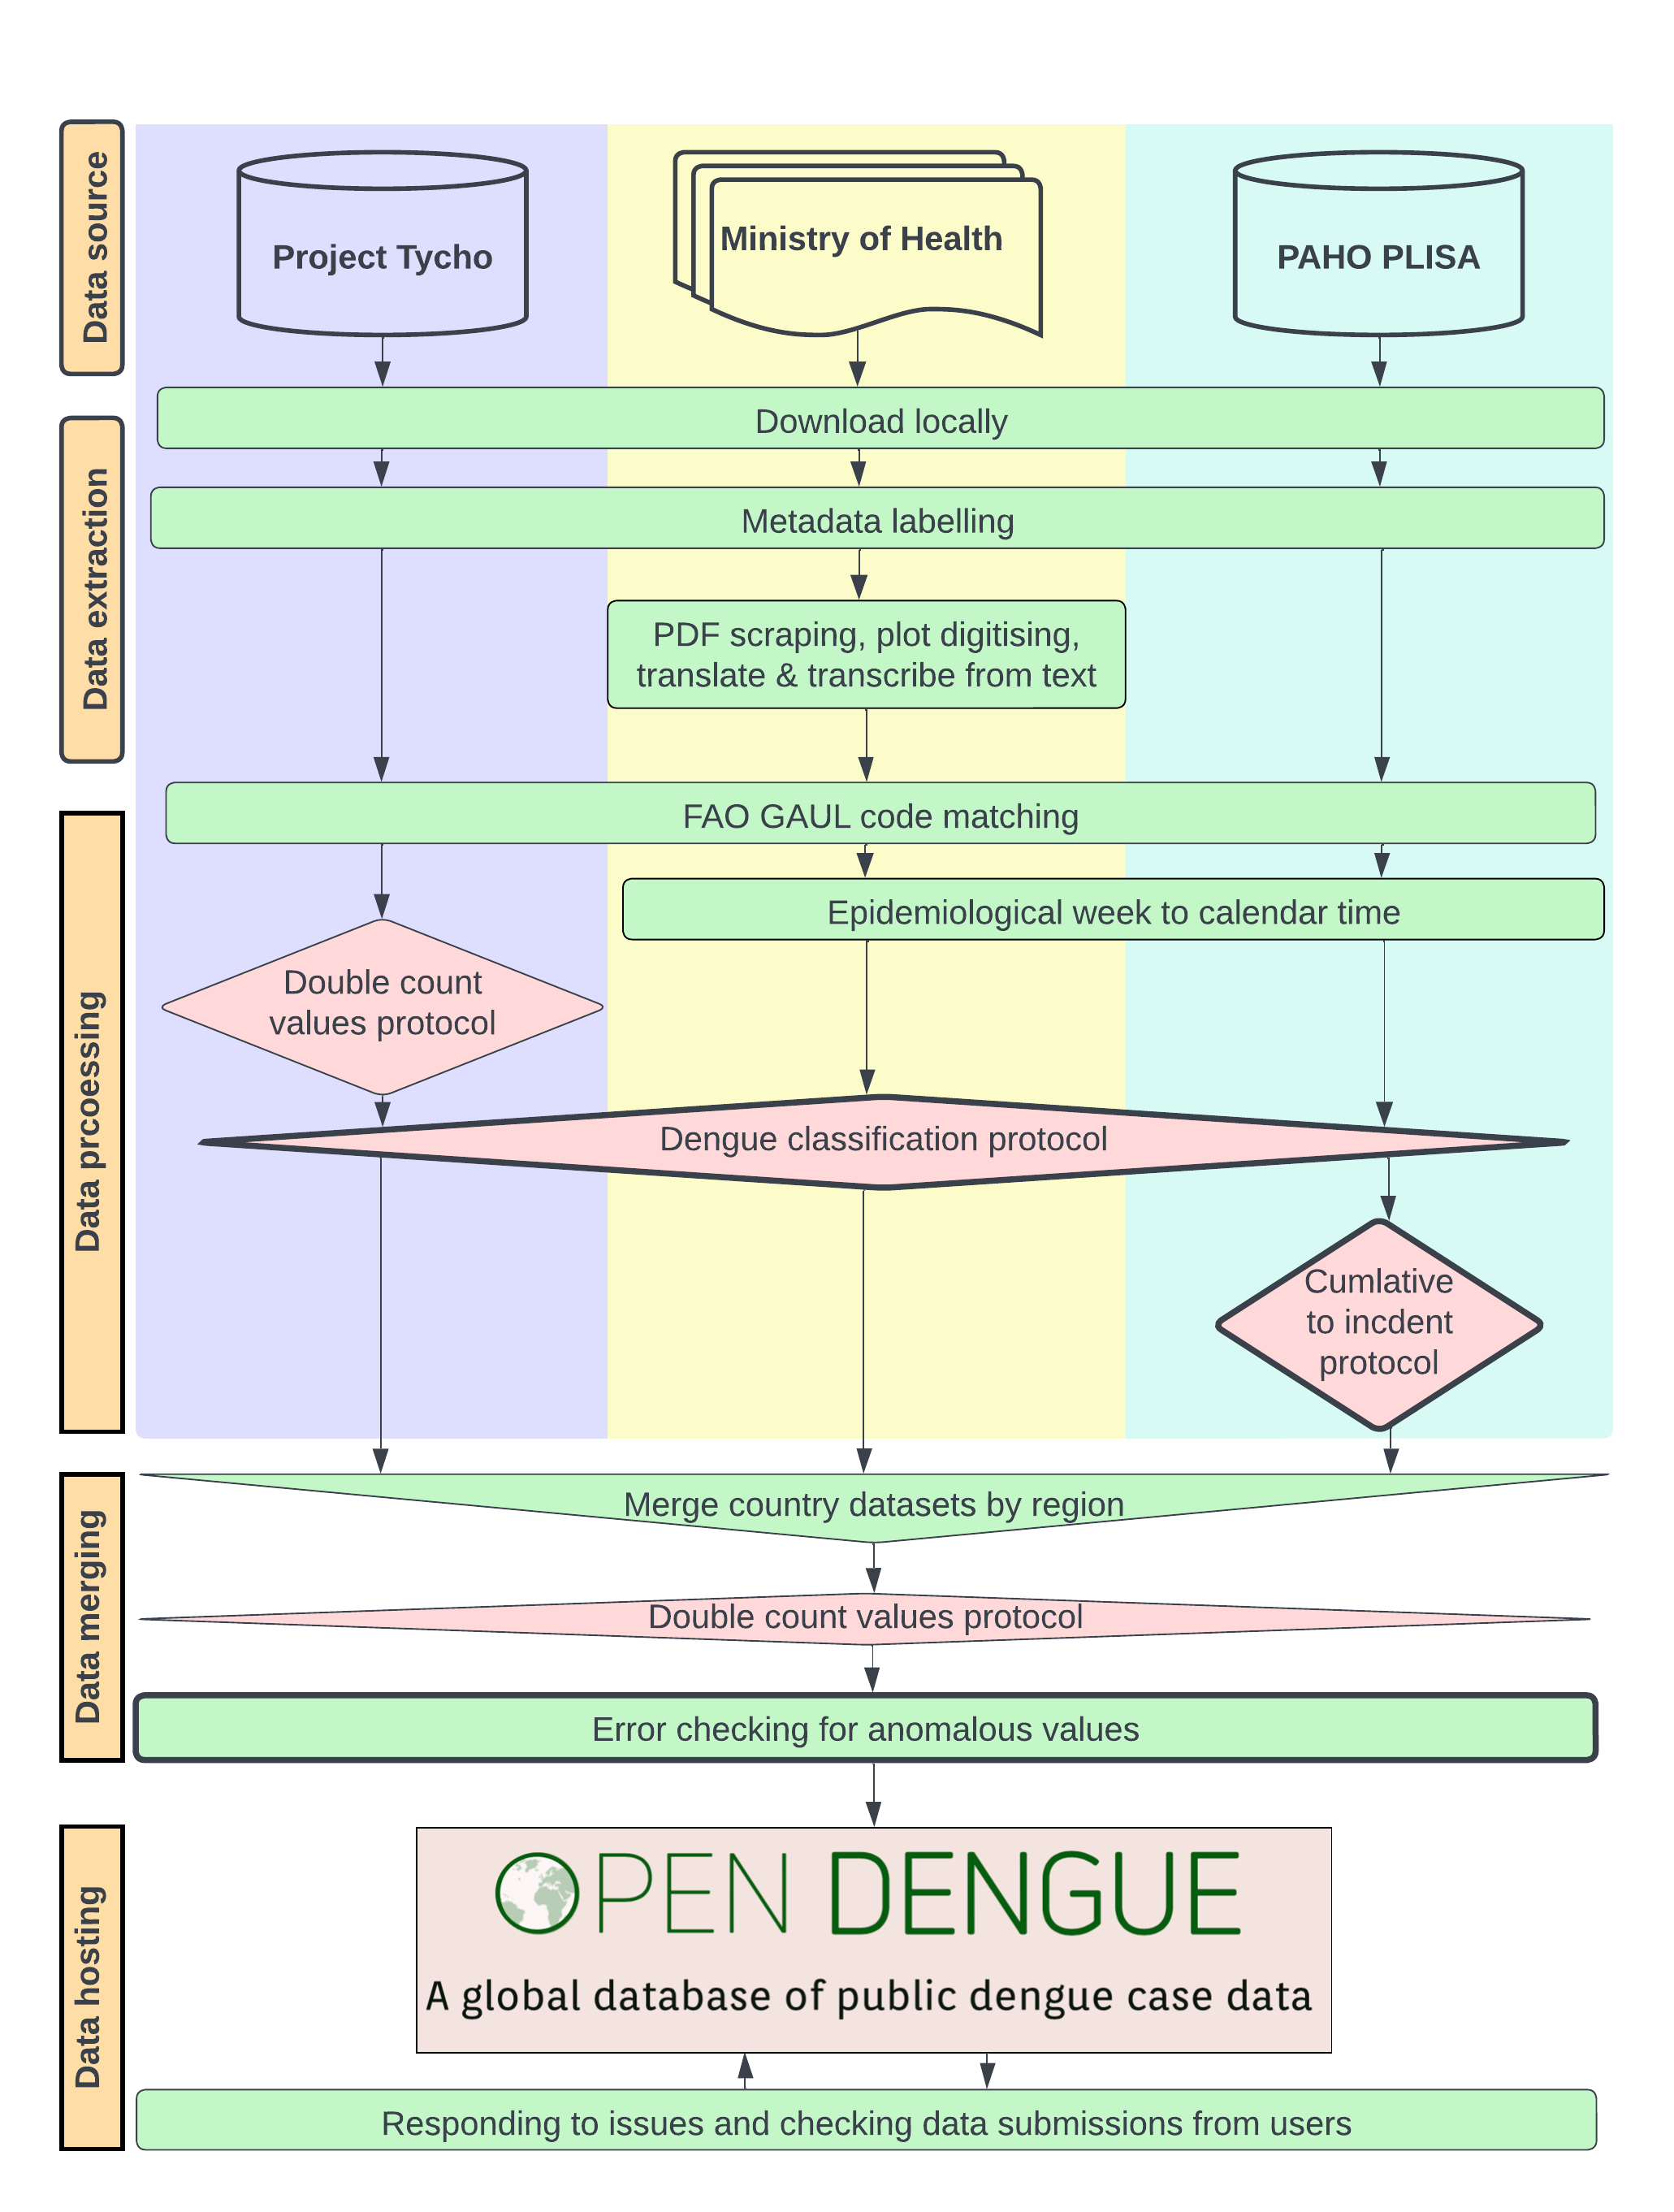 Data source
Project Tycho
Ministry of Health
PAHO PLISA
Download locally
Data extraction
Metadata labelling
PDF scraping, plot digitising,
translate & transcribe from text
FAO GAUL code matching
Data prcoessing
Epidemiological week to calendar time
Double count
values protocol
Dengue classification protocol
Cumlative
to incdent
protocol
Data merging
Merge country datasets by region
Double count values protocol
Error checking for anomalous values
Data hosting
OPEN DENGUE
A global database of public dengue case data
Responding to issues and checking data submissions from users